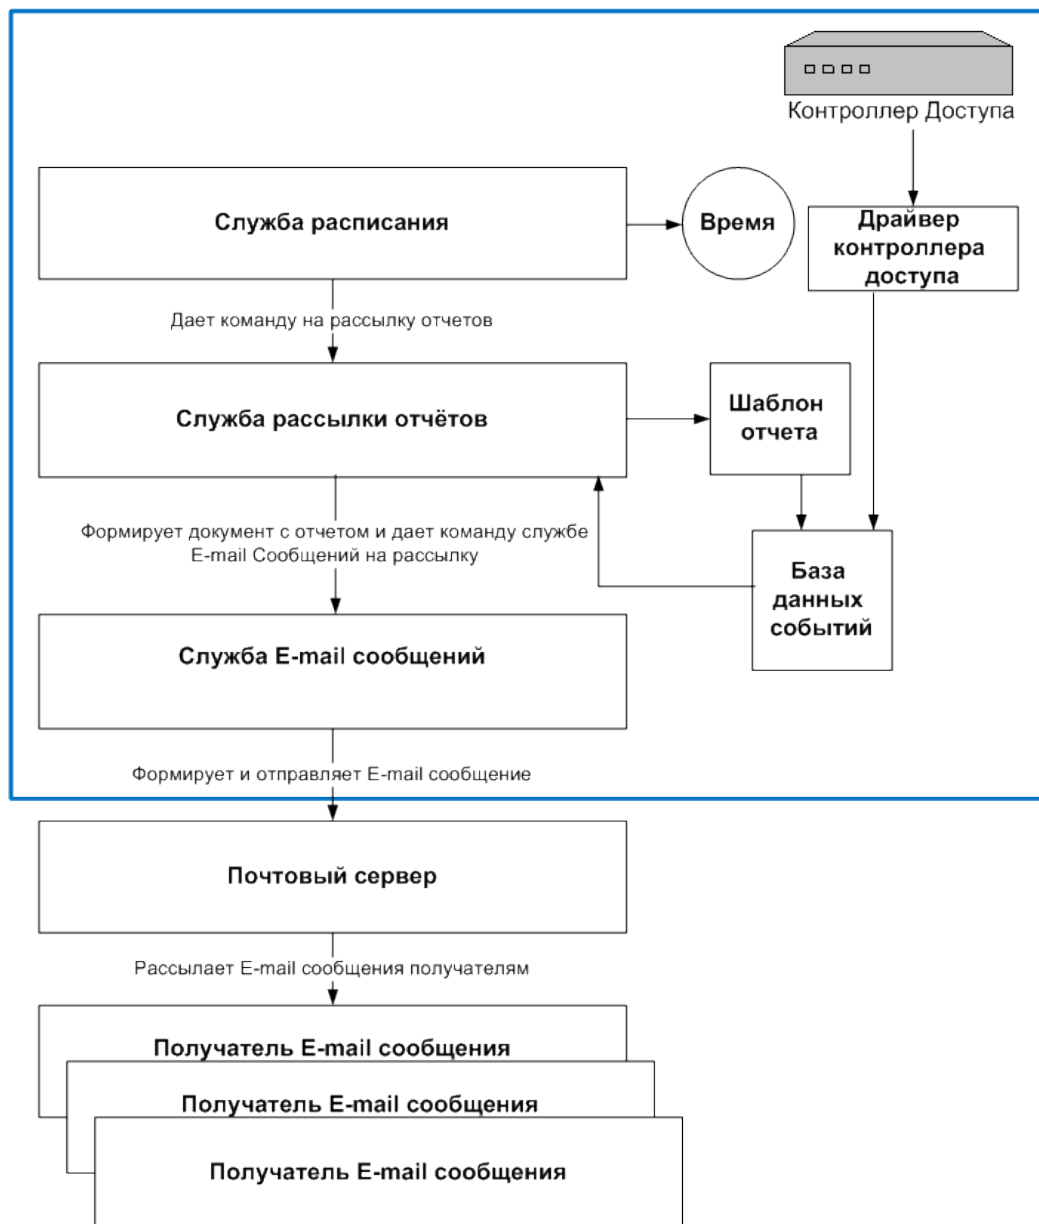 Контроллер Доступа
Служба расписания
Время
Драйвер
контроллера
доступа
Дает команду на рассылку отчетов
Служба рассылки отчётов
Шаблон
отчета
Формирует документ с отчетом и дает команду службе
E-mail Сообщений на рассылку
База
данных
событий
Служба E-mail сообщений
Формирует и отправляет E-mail сообщение
Почтовый сервер
Рассылает E-mail сообщения получателям
Получатель E-mail сообщения
Получатель E-mail сообщения
Получатель E-mail сообщения